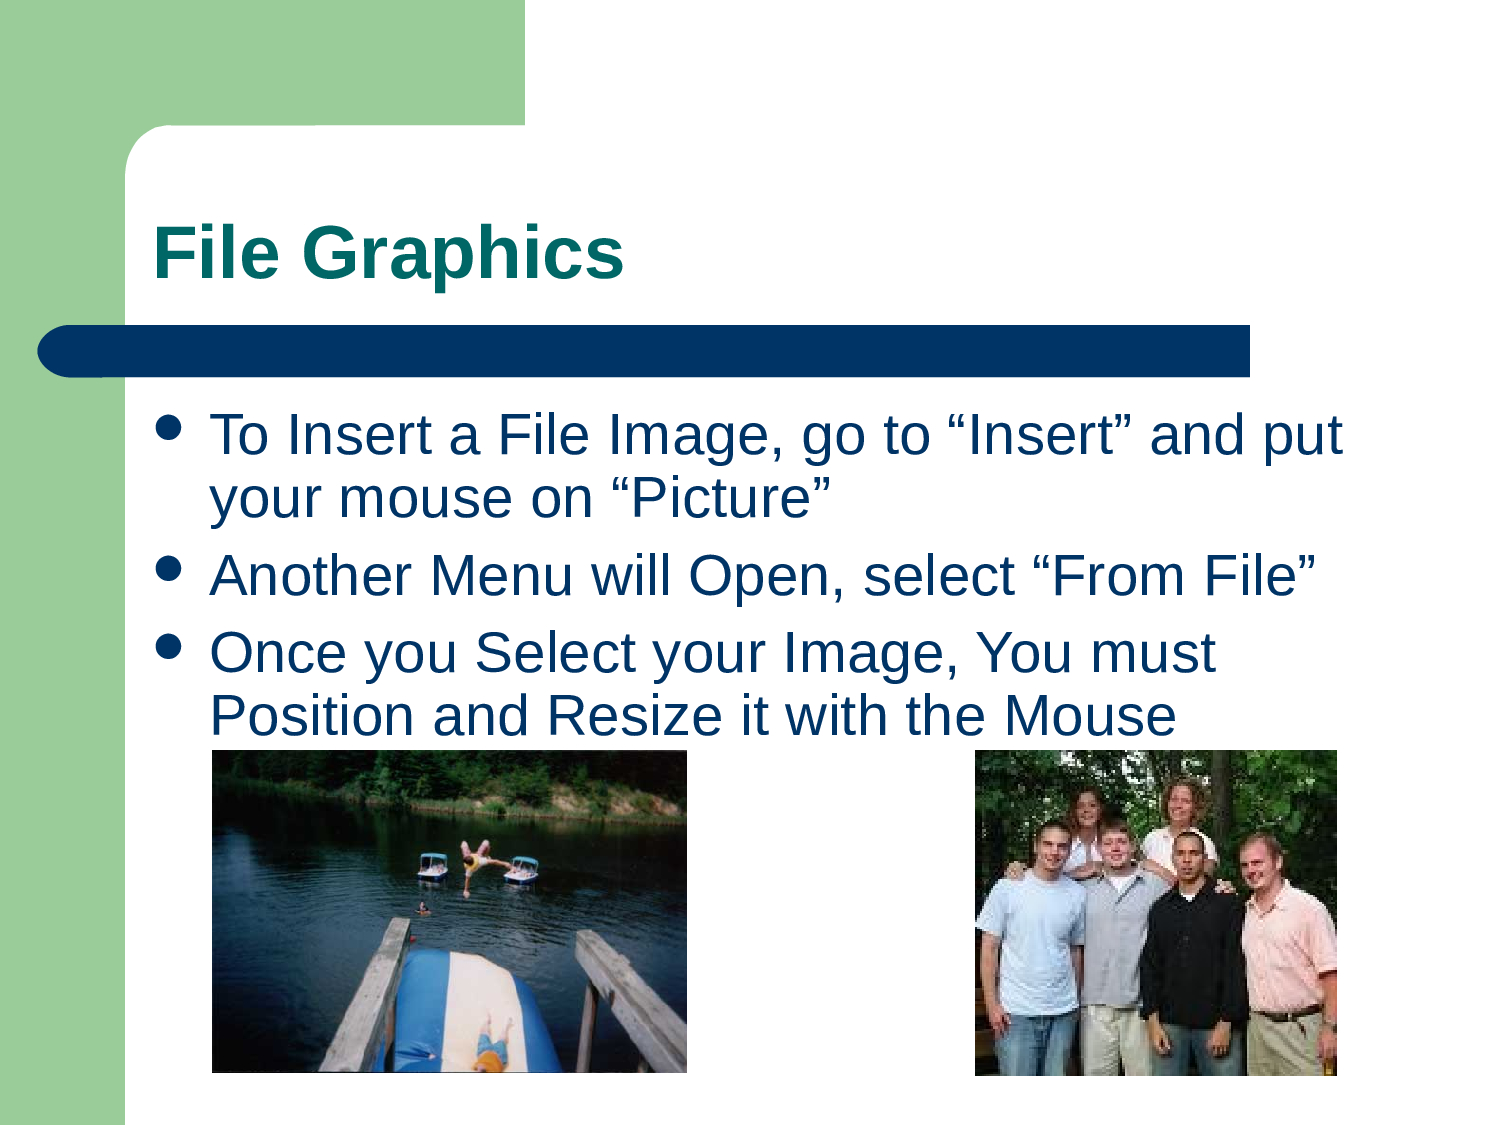 File Graphics
To Insert a File Image, go to “Insert” and put
your mouse on “Picture”
Another Menu will Open, select “From File”
Once you Select your Image, You must
Position and Resize it with the Mouse